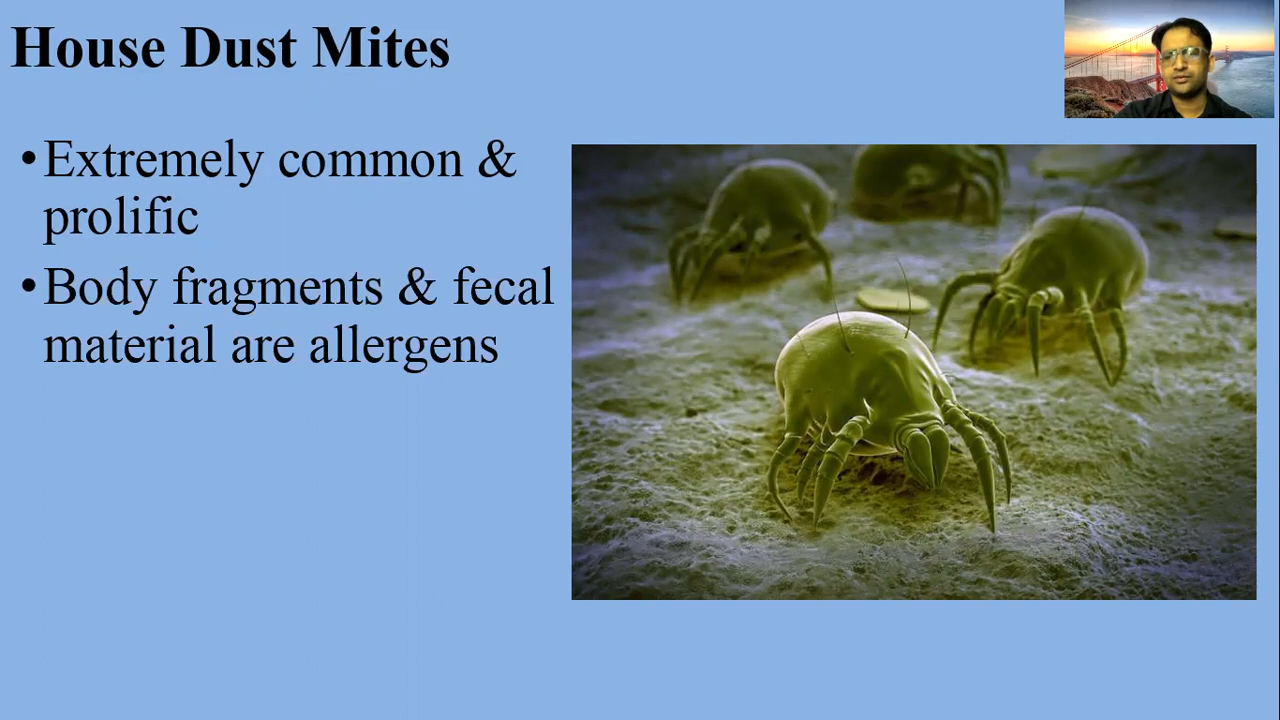 House Dust Mites
•Extremely common &
prolific
•Body fragments & fecal
material are allergens